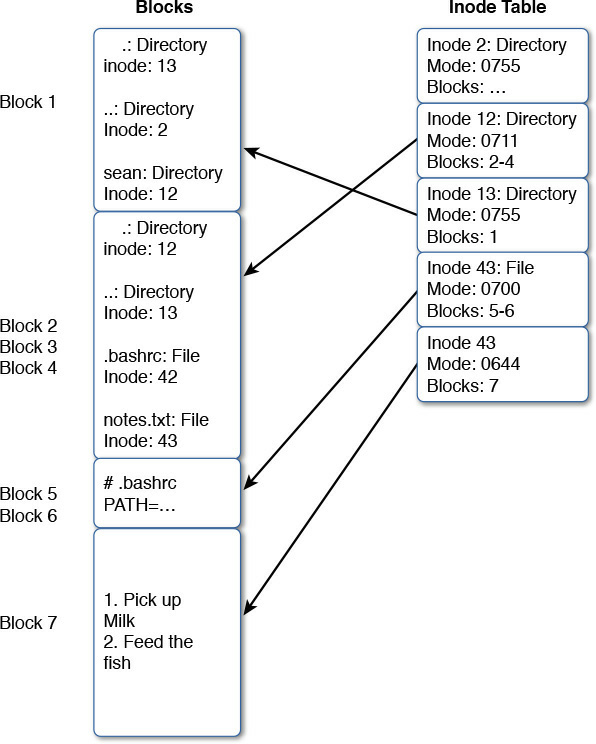 Blocks
Block 1
.: Directory
inode: 13
..: Directory
Inode: 2
sean: Directory
Inode: 12
Block 2
Block 3
Block 4
.: Directory
inode: 12
..: Directory
Inode: 13
.bashrc: File
Inode: 42
notes.txt: File
Inode: 43
Block 5
Block 6
# .bashrc
PATH=…
Block 7
1. Pick up
Milk
2. Feed the
fish
Inode Table
Inode 2: Directory
Mode: 0755
Blocks: …
Inode 12: Directory
Mode: 0711
Blocks: 2-4
Inode 13: Directory
Mode: 0755
Blocks: 1
Inode 43: File
Mode: 0700
Blocks: 5-6
Inode 43
Mode: 0644
Blocks: 7